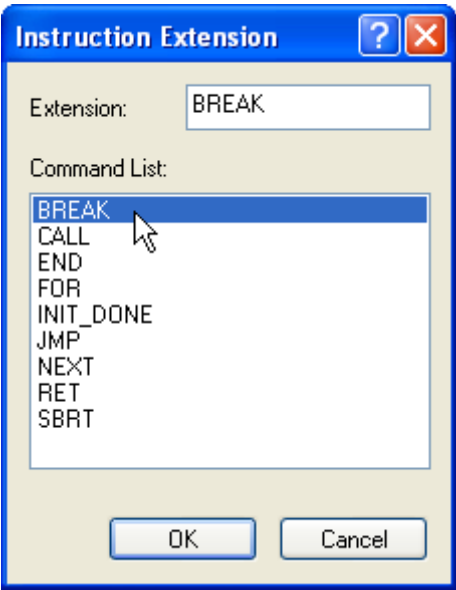 Instruction Extension
?
Extension: BREAK
Command List:
BREAK
CALL
END
FOR
INIT_DONE
JMP
NEXT
RET
SBRT
OK Cancel